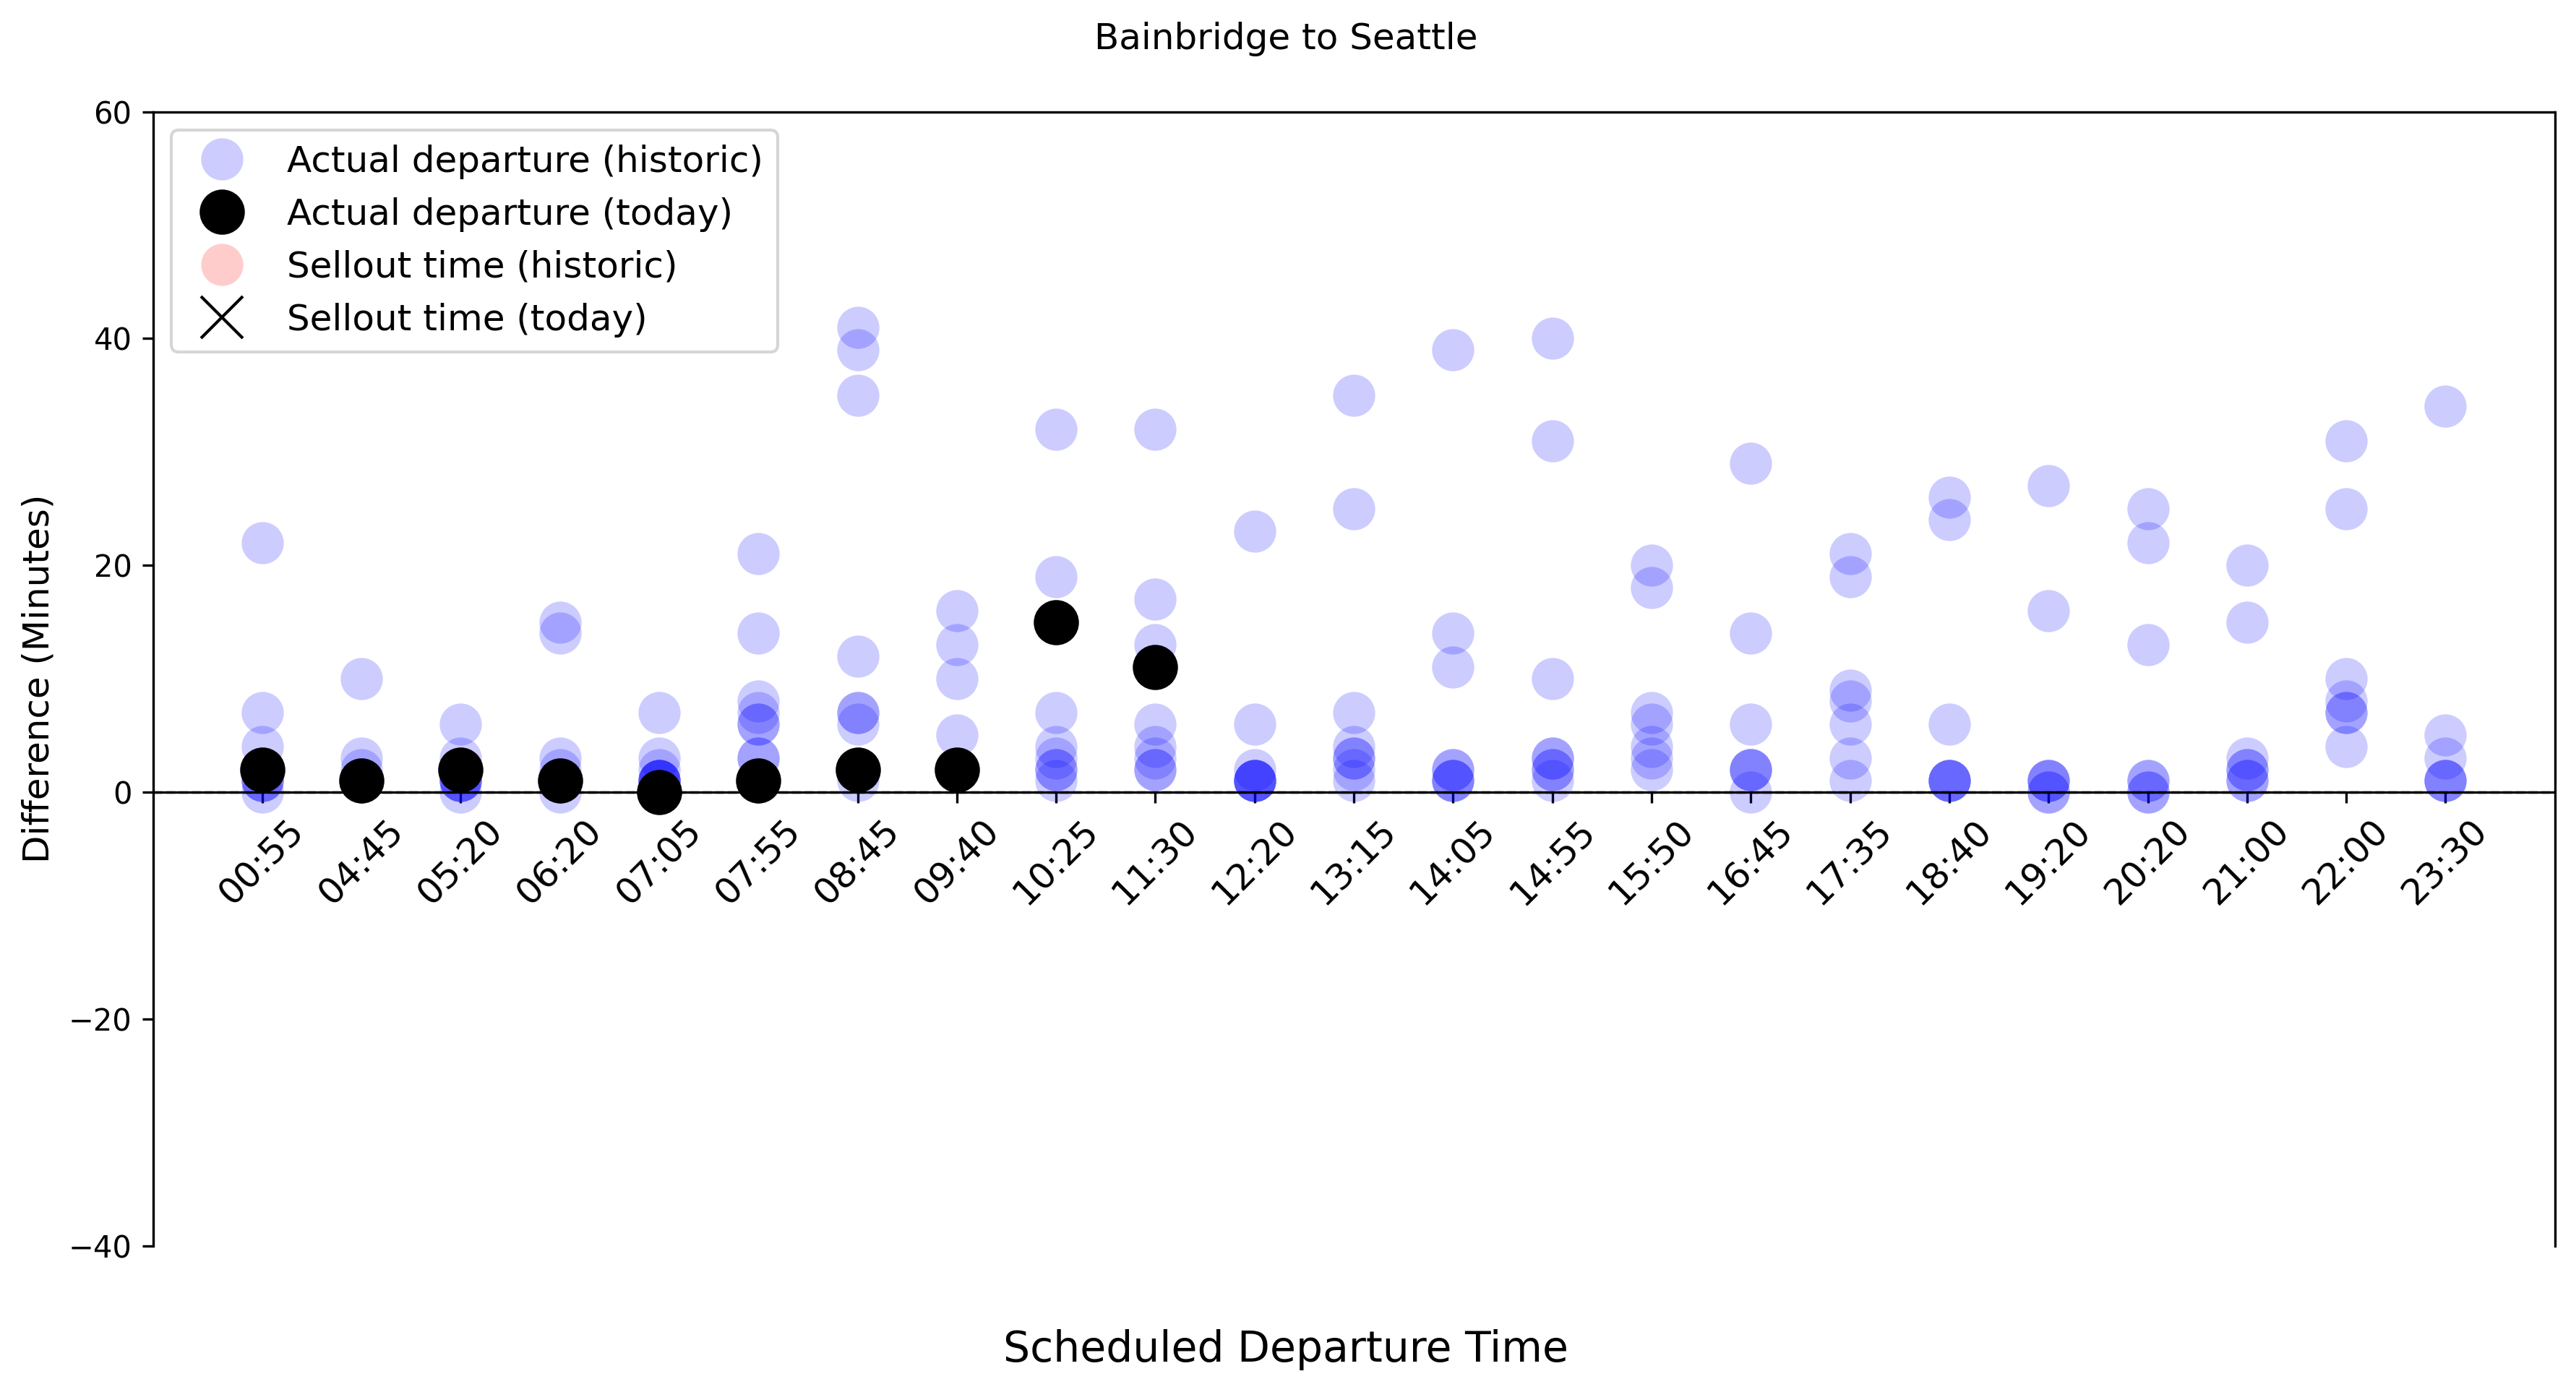 Bainbridge to Seattle
60
Actual departure (historic)
Actual departure (today)
Sellout time (historic)
Sellout time (today)
40
20
0
−20
−40
Difference (Minutes)
00:55 04:45 05:20 06:20 07:05 07:55 08:45 09:40 10:25 11:30 12:20 13:15 14:05 14:55 15:50 16:45 17:35 18:40 19:20 20:20 21:00 22:00 23:30
Scheduled Departure Time